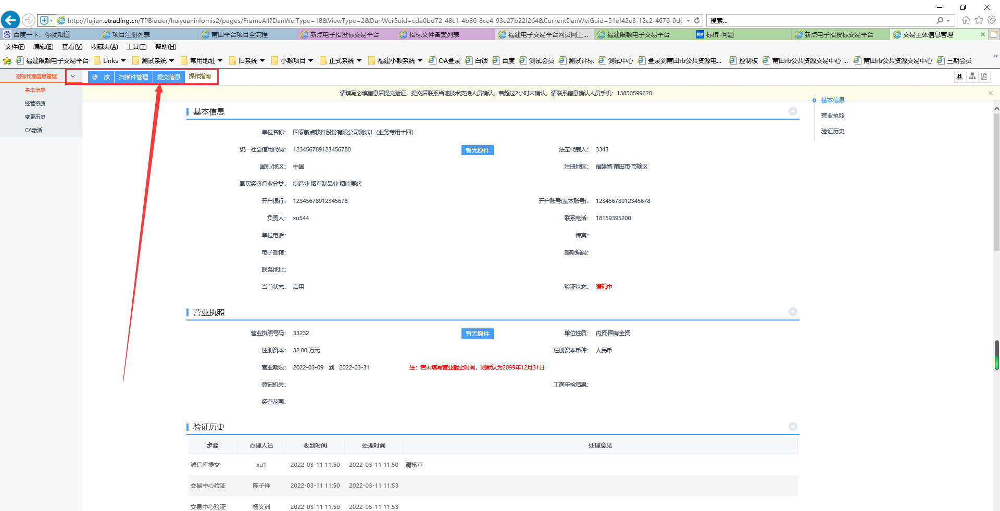 http://fujian.etrading.cn/TPBidder/huiyuaninfomis2/pages/FrameAll?DanWeiType=18&ViewType=2&DanWeiGuid=cda0bd72-48c1-4b86-8ce4-93e27b22f264&CurrentDanWeiGuid=51ef42e3-12c2-4676-9d6 搜索...
百度一下，你就知道 项目注册列表 莆田平台项目全流程 新点电子招投标交易平台 招标文件备案列表 福建电子交易平台网员网上... 福建限额电子交易平台 标桥-问题 新点电子招投标交易平台 交易主体信息管理
文件(F) 编辑(E) 查看(V) 收藏夹(A) 工具(T) 帮助(H)
福建限额电子交易平台 Links 测试系统 常用地址 旧系统 小额项目 正式系统 福建小额系统 OA登录 白锁 百度 测试会员 测试评标 测试中心 登录到莆田市公共资源电... 控制板 莆田市公共资源交易中心 ... 莆田市公共资源交易中心 三期会员
招标代理信息管理 修 改 扫描件管理 提交信息 操作指南
基本信息
经营资质
变更历史
CA激活
请填写必填信息后提交验证，提交后联系当地技术支持人员确认。若超过2小时未确认，请联系信息确认人员手机：13850599620
基本信息
营业执照
验证历史
基本信息
单位名称： 国泰新点软件股份有限公司测试1（业务专用十四）
统一社会信用代码： 123456789123456780 暂无原件 法定代表人： 3343
国别/地区： 中国 注册地区： 福建省·莆田市·市辖区
国民经济行业分类： 制造业·烟草制品业·烟叶复烤
开户银行： 12345678912345678 开户账号(基本账号)： 12345678912345678
负责人： xu544 联系电话： 18159395200
单位电话： 传真：
电子邮箱： 邮政编码：
联系地址：
当前状态： 启用 验证状态： 编辑中
营业执照
营业执照号码： 33232 暂无原件 单位性质： 内资·国有全资
注册资本： 32.00 万元 注册资本币种： 人民币
营业期限： 2022-03-09 到 2022-03-31 注：若未填写营业截止时间，则默认为2099年12月31日
登记机关： 工商年检结果：
经营范围：
验证历史
步骤 办理人员 收到时间 处理时间 处理意见
诚信库提交 xu1 2022-03-11 11:50 2022-03-11 11:50 请核查
交易中心验证 陈子祥 2022-03-11 11:50 2022-03-11 11:53
交易中心验证 杨义洲 2022-03-11 11:50 2022-03-11 11:53